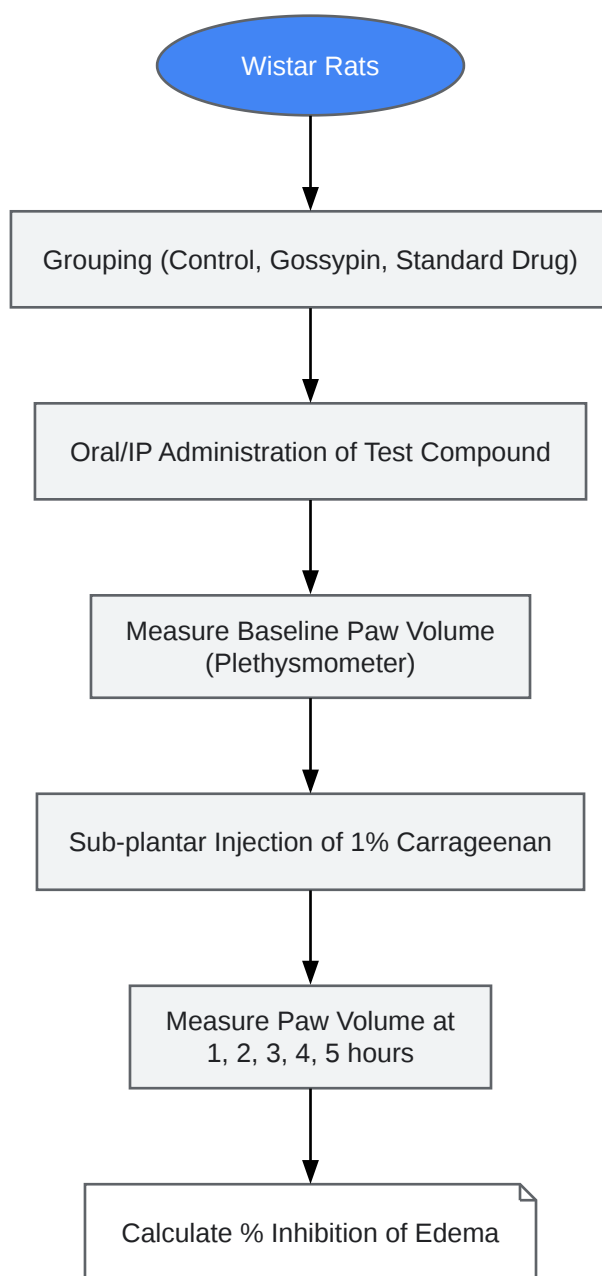 Wistar Rats
Grouping (Control, Gossypin, Standard Drug)
Oral/IP Administration of Test Compound
Measure Baseline Paw Volume
(Plethysmometer)
Sub-plantar Injection of 1% Carrageenan
Measure Paw Volume at
1, 2, 3, 4, 5 hours
Calculate % Inhibition of Edema